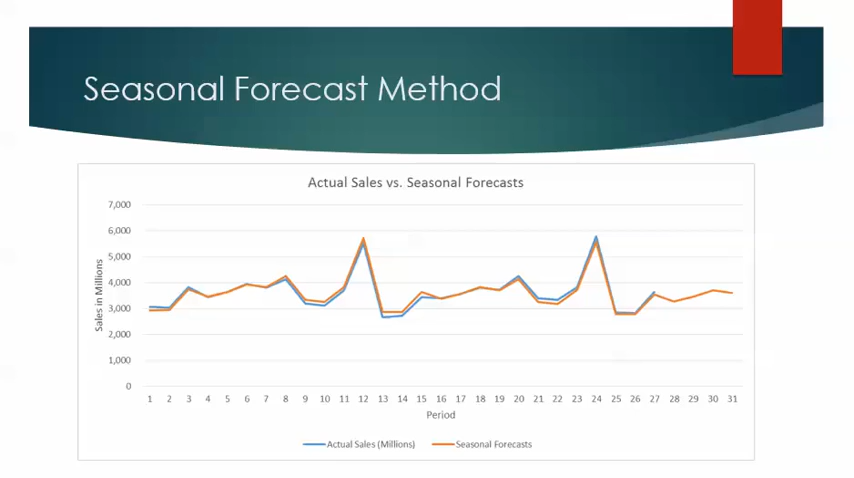 Seasonal Forecast Method
Actual Sales vs. Seasonal Forecasts
7,000
6,000
5,000
4,000
3,000
2,000
1,000
0
Sales in Millions
1 2 3 4 5 6 7 8 9 10 11 12 13 14 15 16 17 18 19 20 21 22 23 24 25 26 27 28 29 30 31
Period
Actual Sales (Millions) Seasonal Forecasts